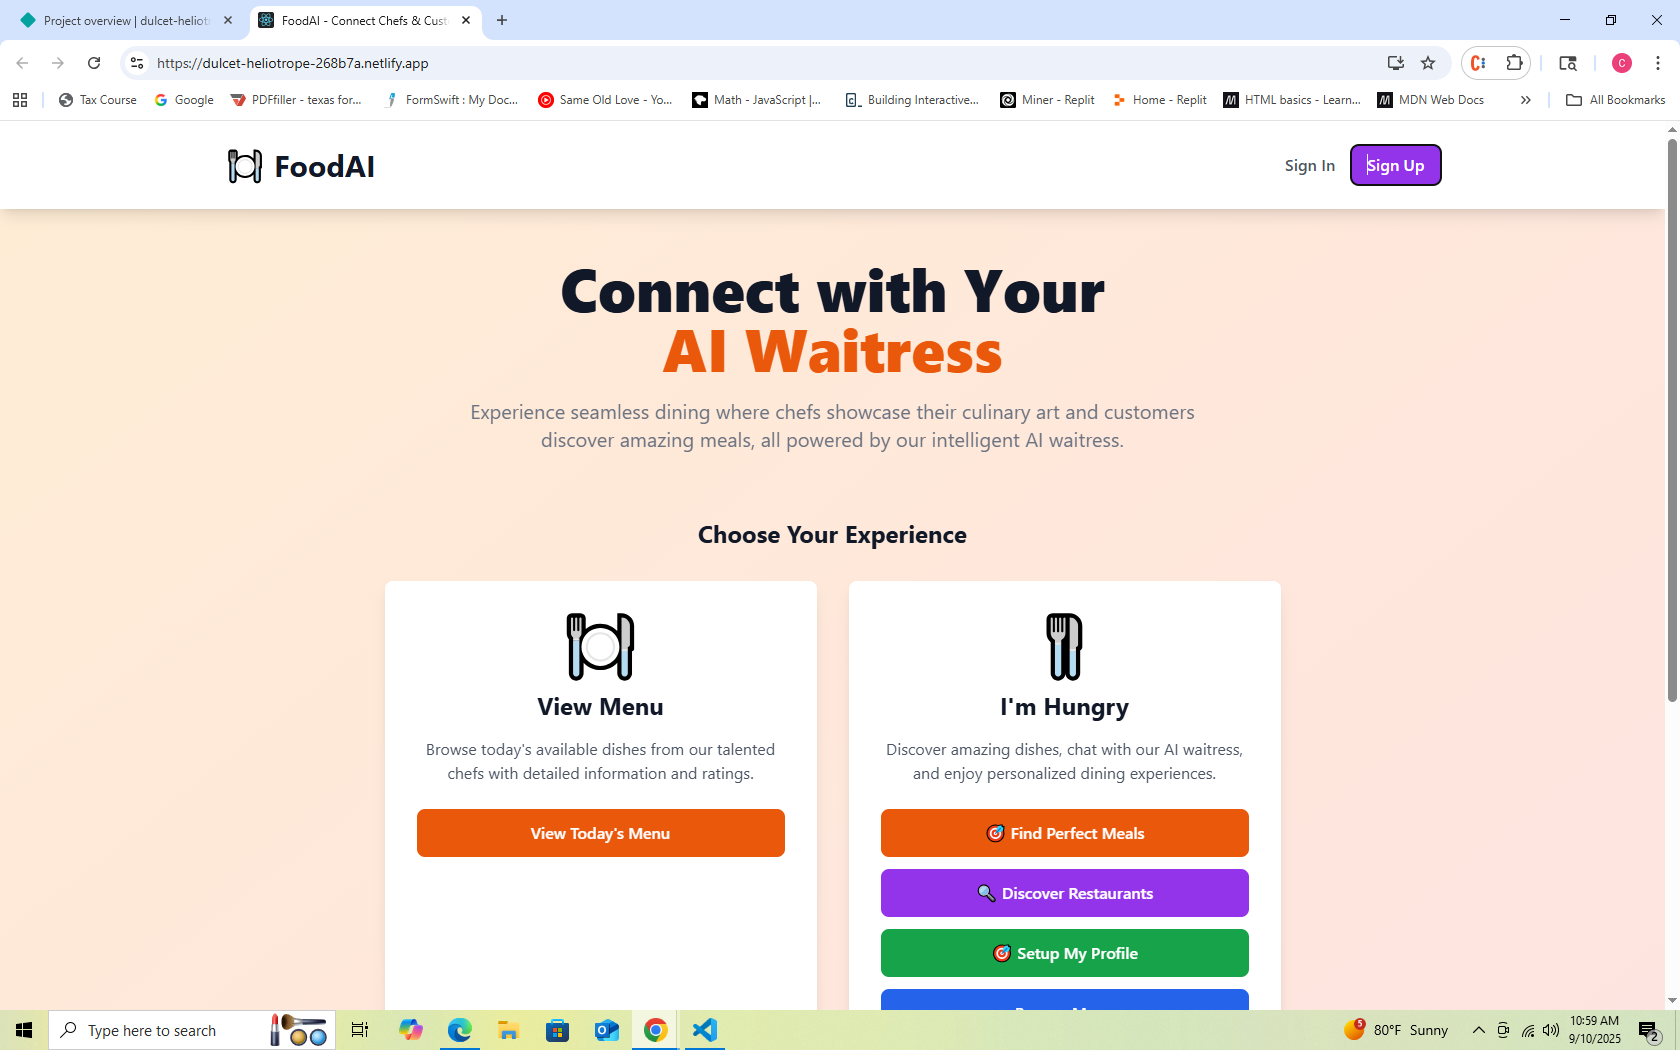 Project overview | dulcet-heliot
FoodAI - Connect Chefs & Cust
https://dulcet-heliotrope-268b7a.netlify.app
C
Tax Course
Google
PDFfiller - texas for...
FormSwift : My Doc...
Same Old Love - Yo...
Math - JavaScript |...
Building Interactive...
Miner - Replit
Home - Replit
HTML basics - Learn...
MDN Web Docs
All Bookmarks
FoodAI
Sign In
Sign Up
Connect with Your
AI Waitress
Experience seamless dining where chefs showcase their culinary art and customers
discover amazing meals, all powered by our intelligent AI waitress.
Choose Your Experience
View Menu
Browse today's available dishes from our talented
chefs with detailed information and ratings.
View Today's Menu
I'm Hungry
Discover amazing dishes, chat with our AI waitress,
and enjoy personalized dining experiences.
Find Perfect Meals
Discover Restaurants
Setup My Profile
Type here to search
5
80°F Sunny
10:59 AM
9/10/2025
2